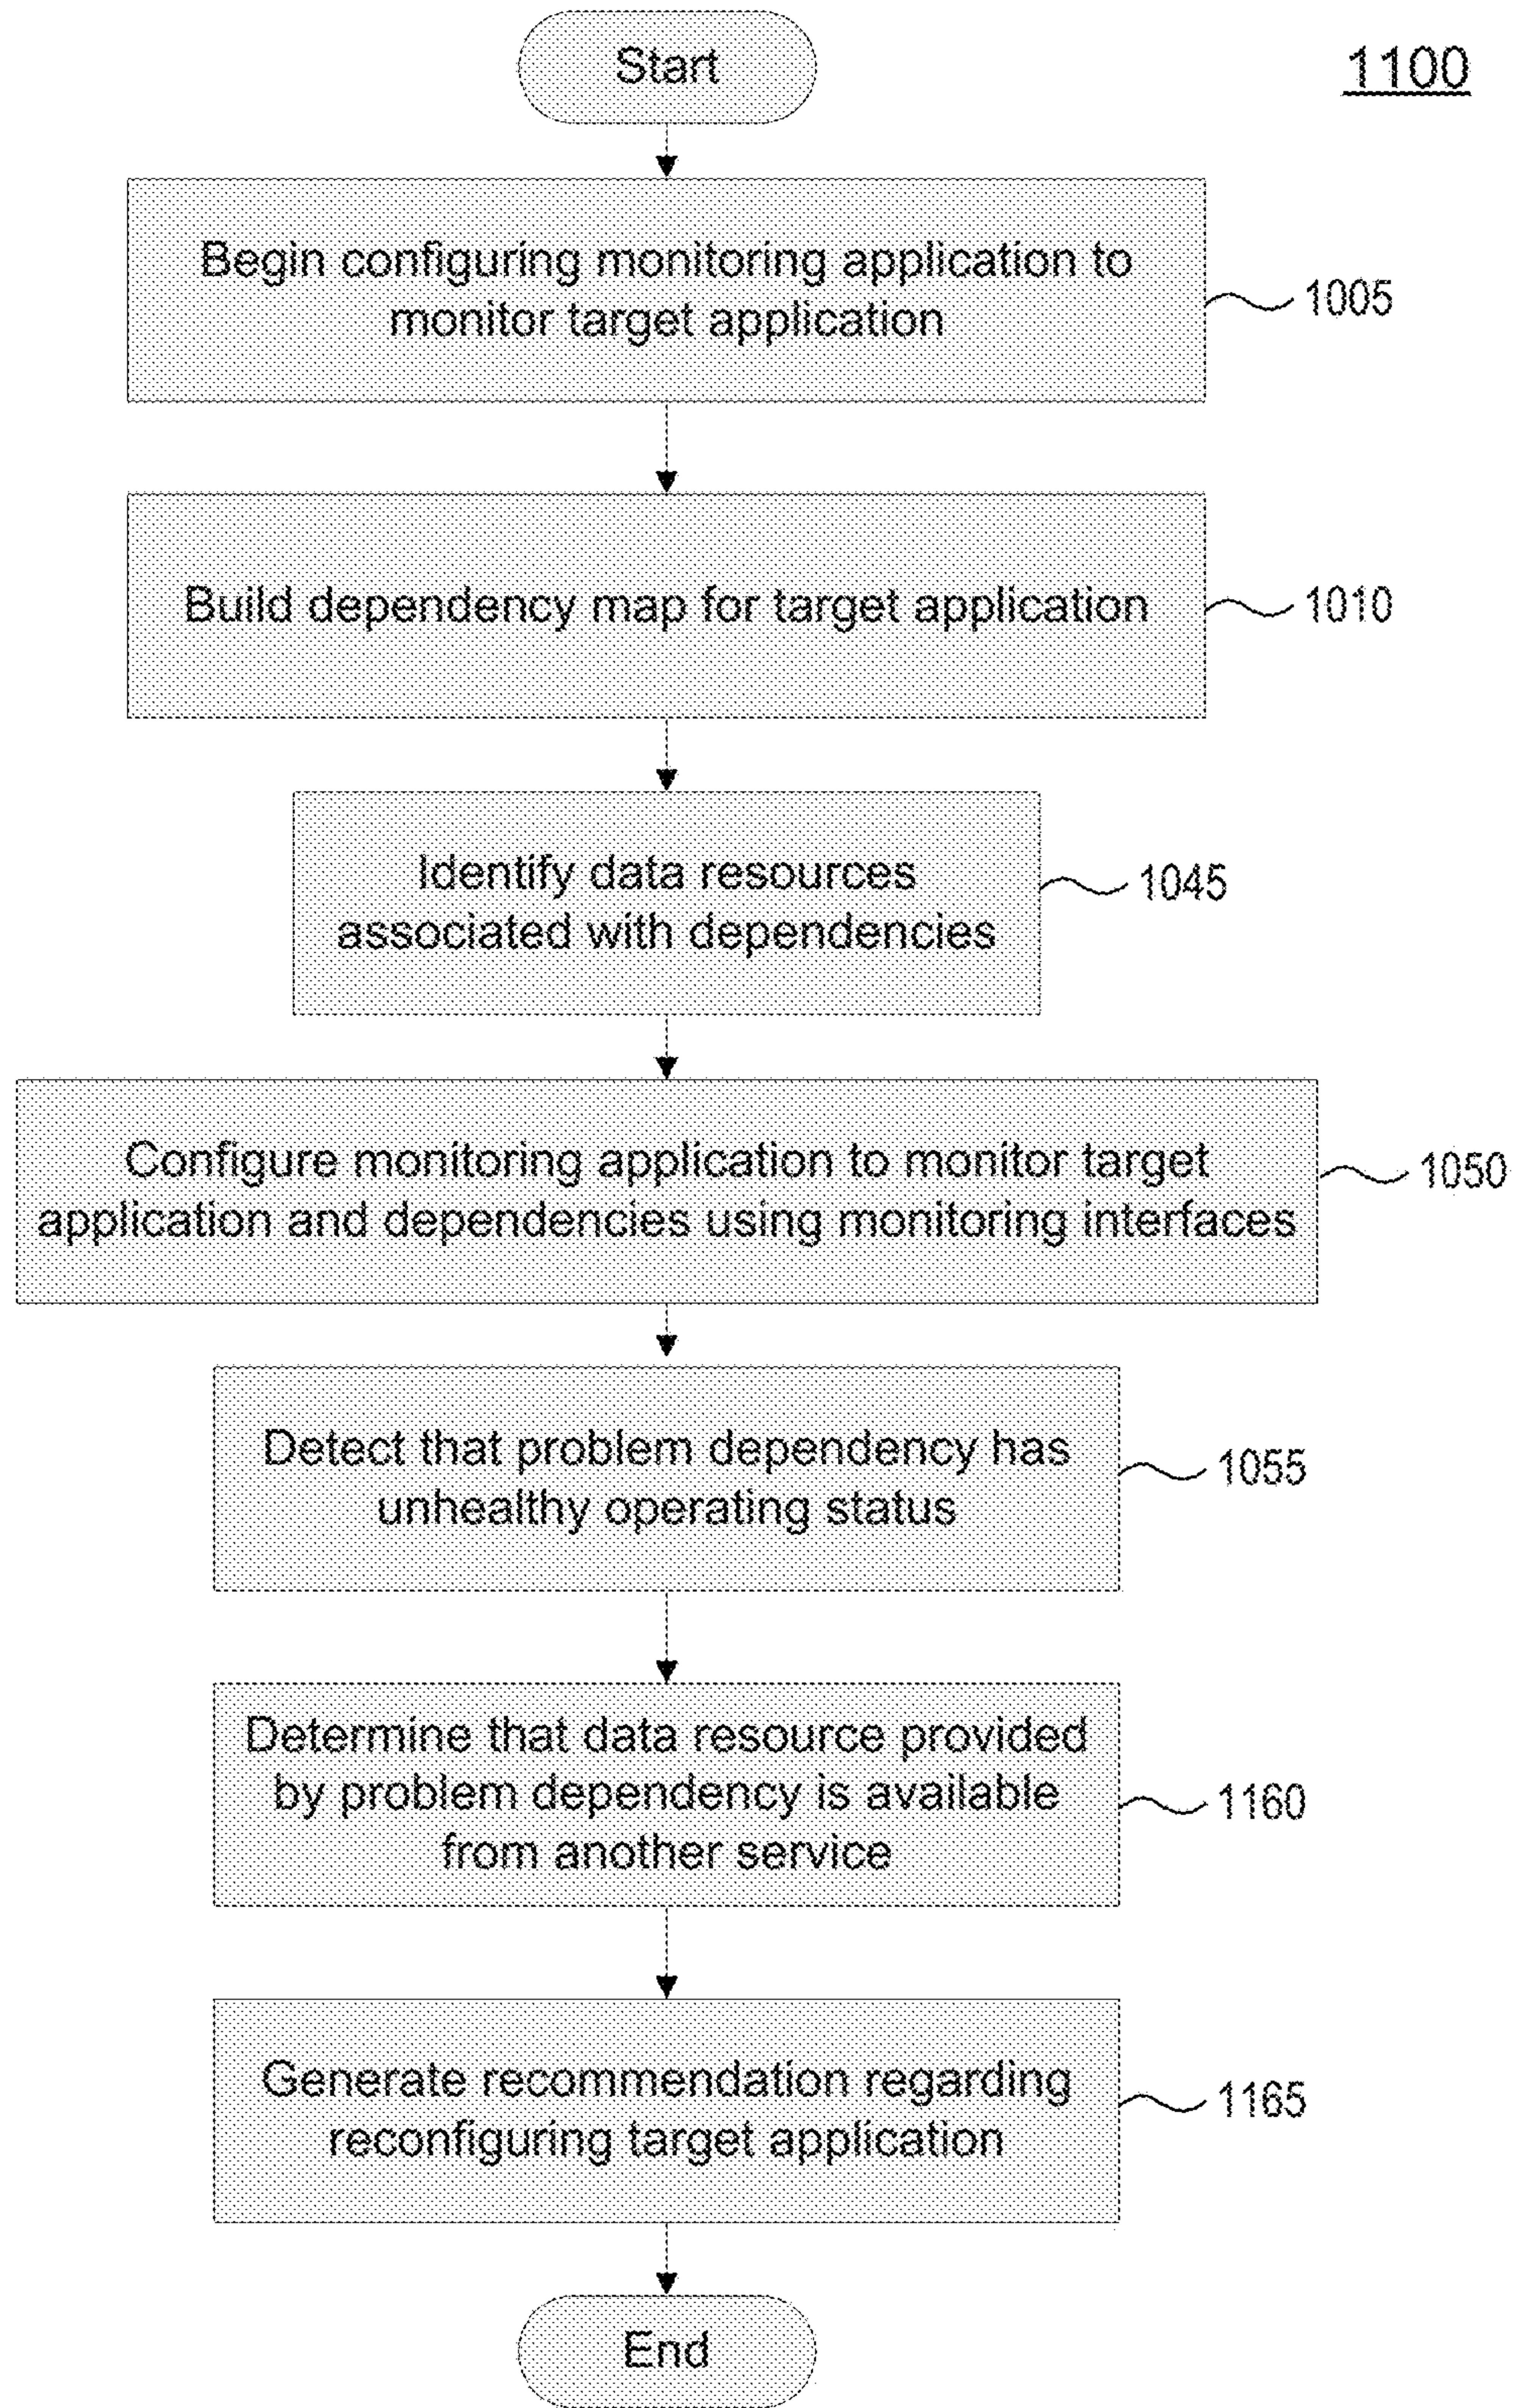 Start
1100
Begin configuring monitoring application to
monitor target application
1005
Build dependency map for target application
1010
Identify data resources
associated with dependencies
1045
Configure monitoring application to monitor target
application and dependencies using monitoring interfaces
1050
Detect that problem dependency has
unhealthy operating status
1055
Determine that data resource provided
by problem dependency is available
from another service
1160
Generate recommendation regarding
reconfiguring target application
1165
End